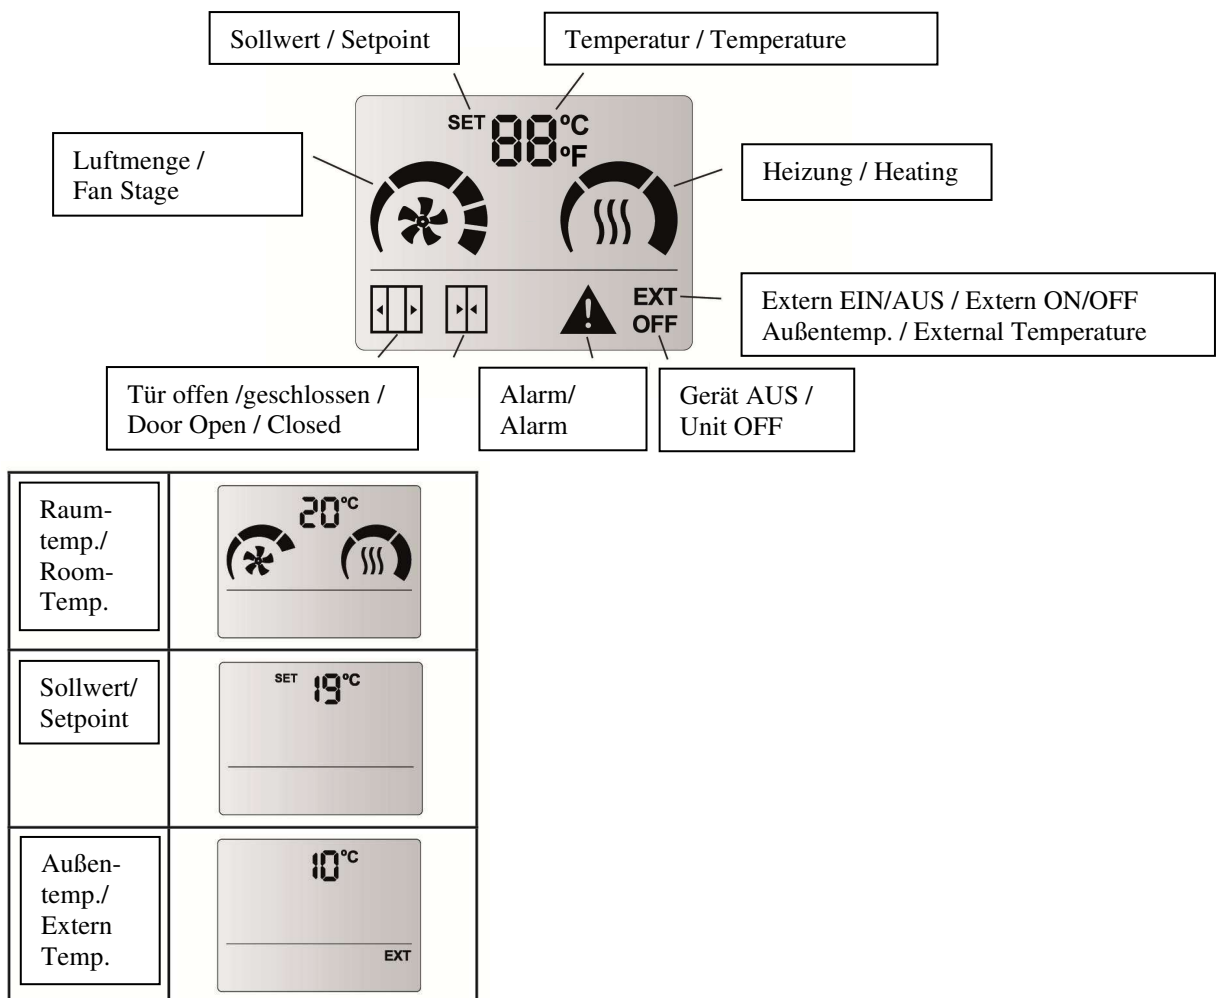 Sollwert / Setpoint
Temperatur / Temperature
SET 88 °C
°F
Luftmenge /
Fan Stage
Heizung / Heating
EXT
OFF
Extern EIN/AUS / Extern ON/OFF
Außentemp. / External Temperature
Tür offen /geschlossen /
Door Open / Closed
Alarm/
Alarm
Gerät AUS /
Unit OFF
Raum-
temp./
Room-
Temp.
20°C
Sollwert/
Setpoint
SET 19°C
Außen-
temp./
Extern
Temp.
10°C
EXT